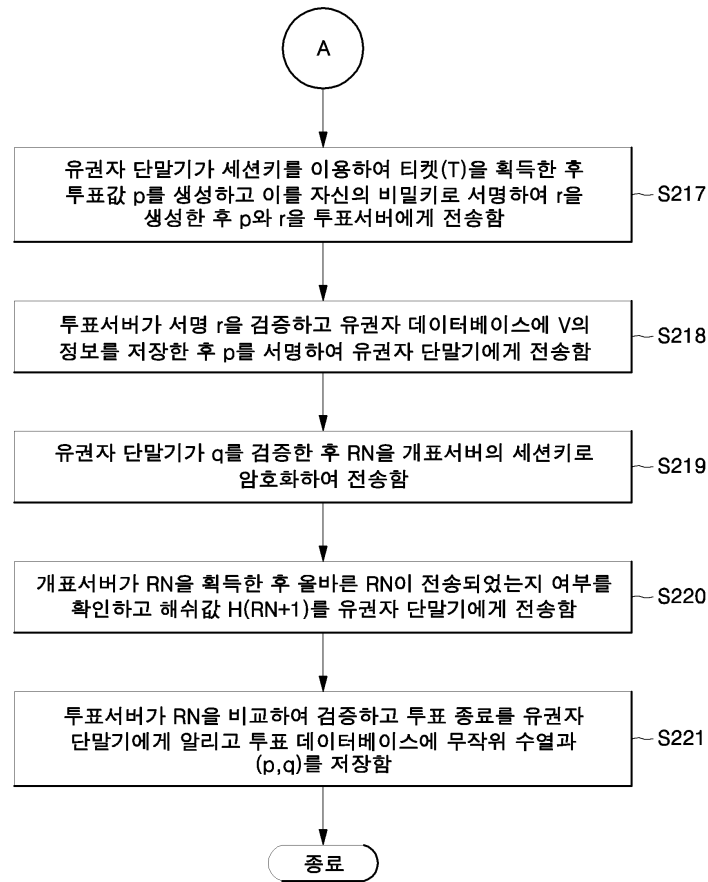 A
유권자 단말기가 세션키를 이용하여 티켓(T)을 획득한 후
투표값 p를 생성하고 이를 자신의 비밀키로 서명하여 r을
생성한 후 p와 r을 투표서버에게 전송함
S217
투표서버가 서명 r을 검증하고 유권자 데이터베이스에 V의
정보를 저장한 후 p를 서명하여 유권자 단말기에게 전송함
S218
유권자 단말기가 q를 검증한 후 RN을 개표서버의 세션키로
암호화하여 전송함
S219
개표서버가 RN을 획득한 후 올바른 RN이 전송되었는지 여부를
확인하고 해쉬값 H(RN+1)를 유권자 단말기에게 전송함
S220
투표서버가 RN을 비교하여 검증하고 투표 종료를 유권자
단말기에게 알리고 투표 데이터베이스에 무작위 수열과
(p,q)를 저장함
S221
종료